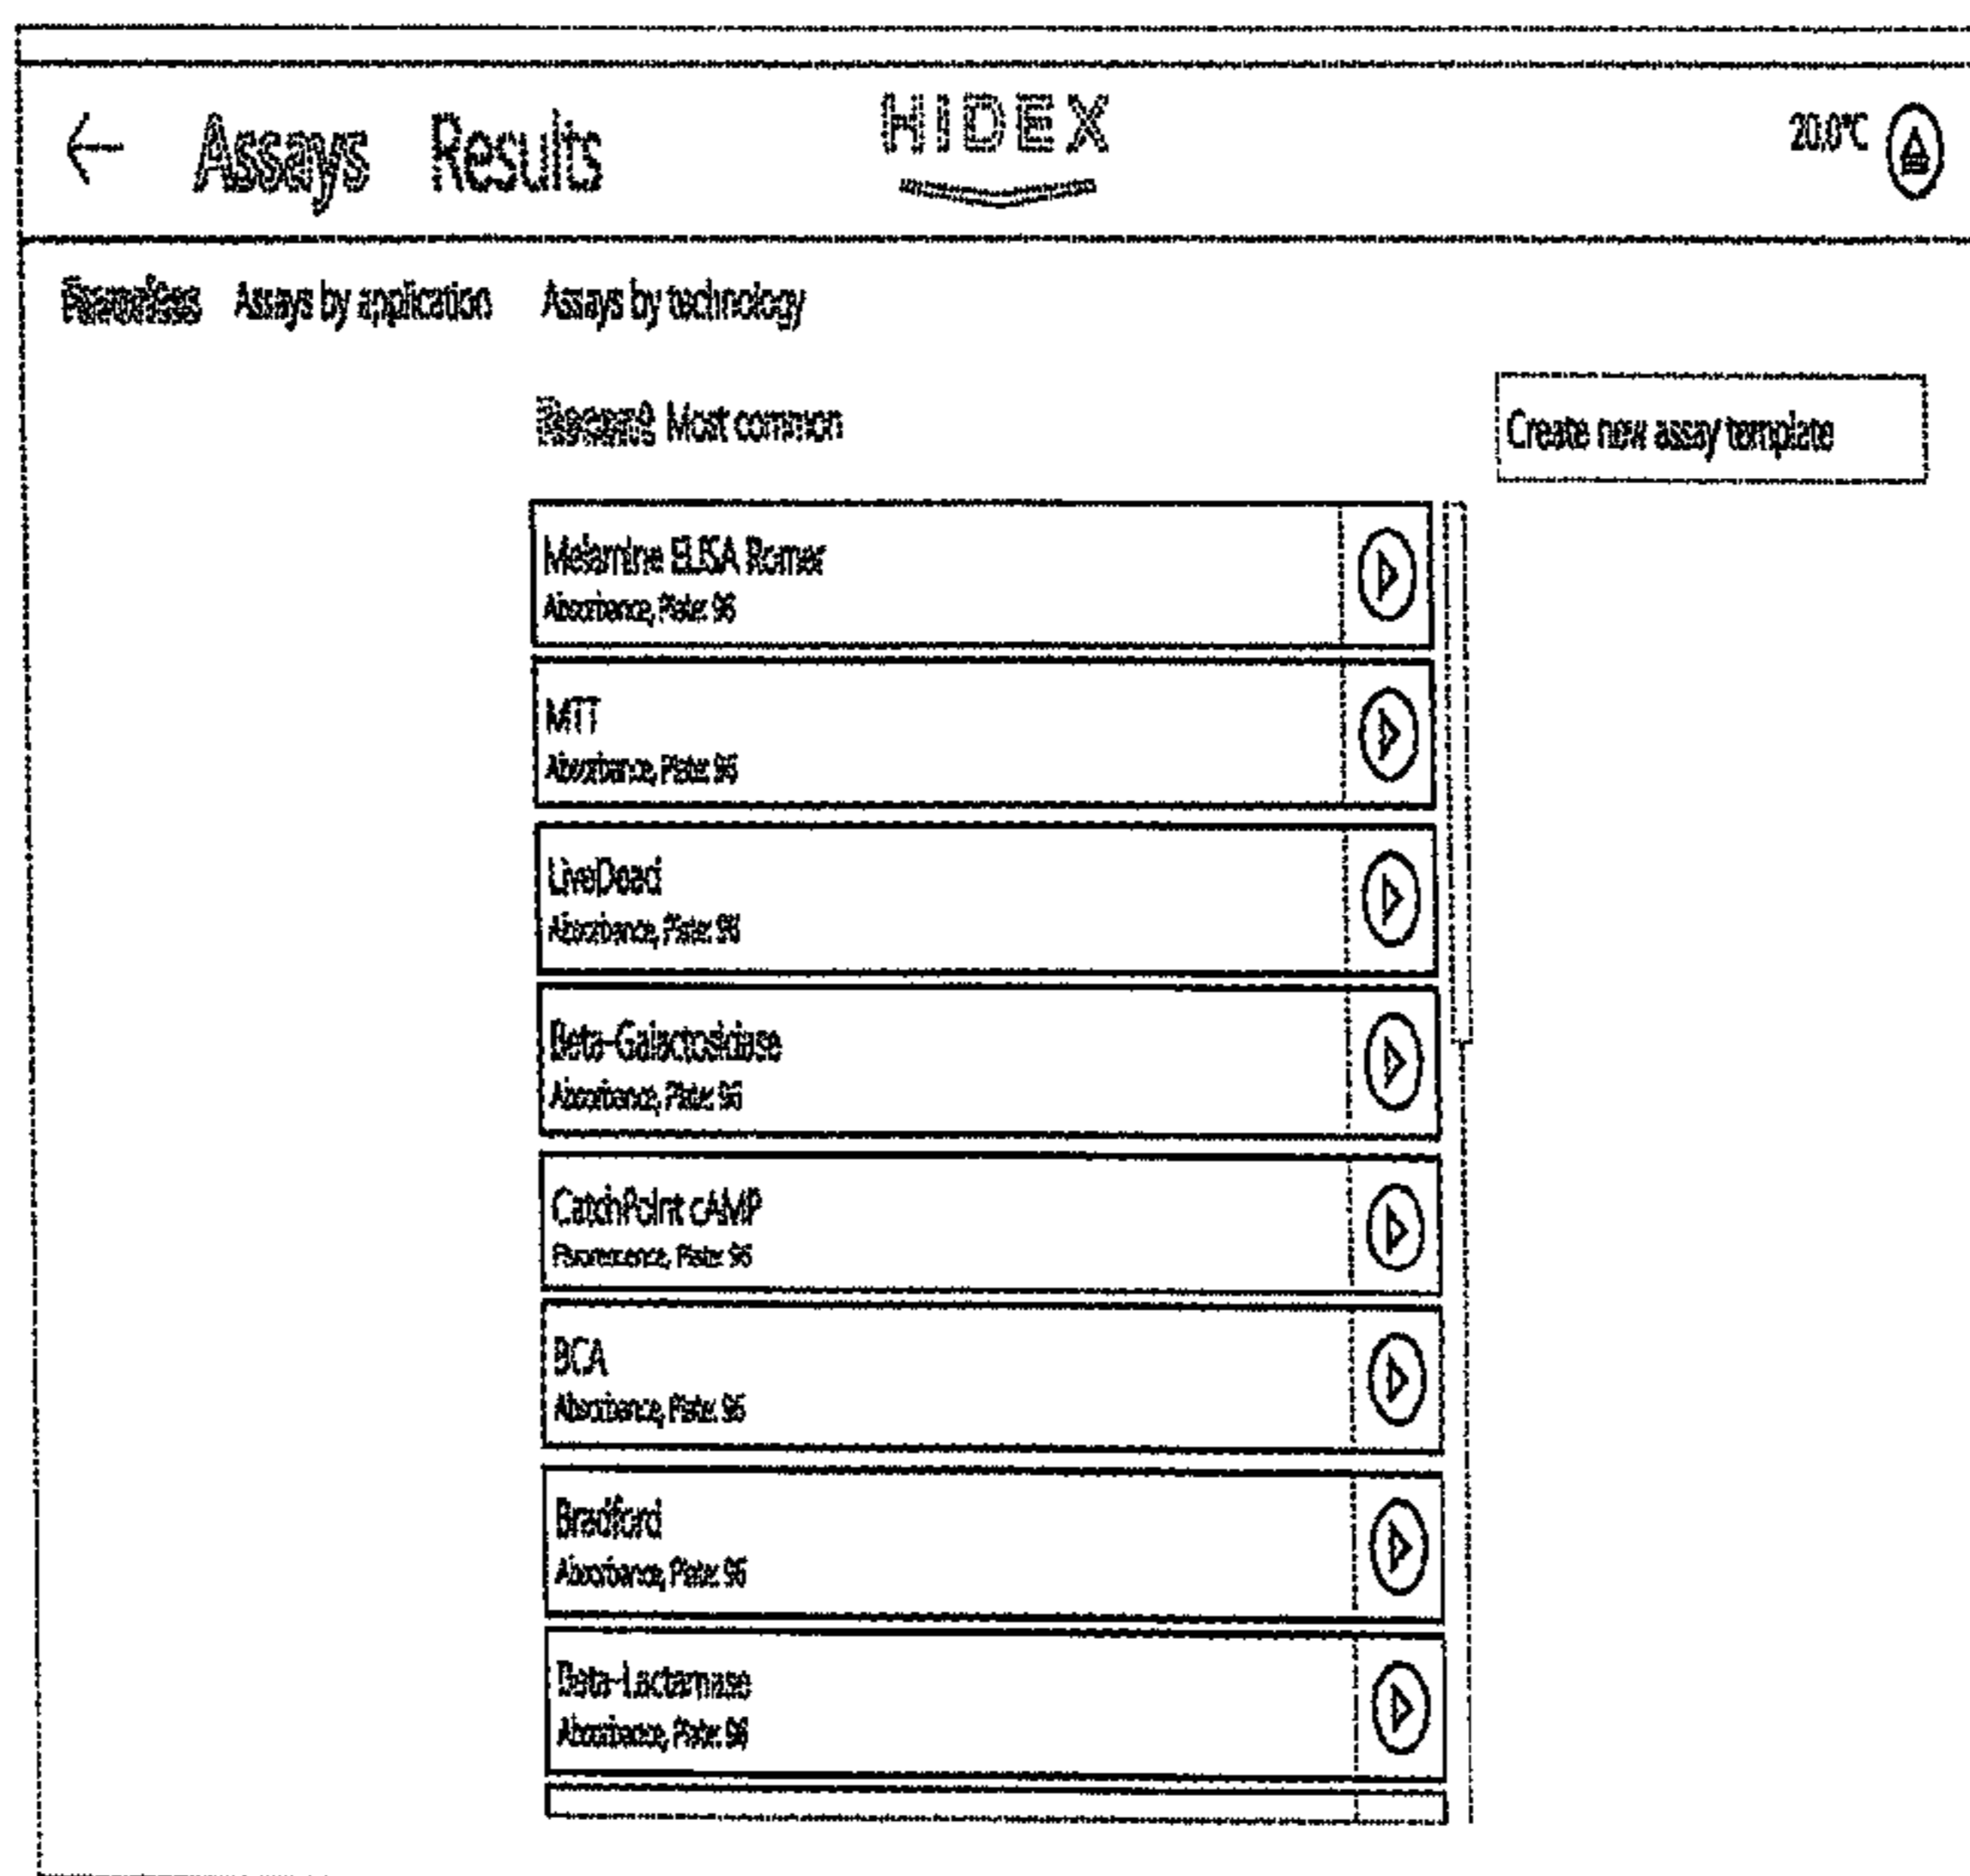 Assays Results HIDEX 20.0°C
Favourites Assays by application Assays by technology
Recent Most common Create new assay template
Melamine ELISA Romer
Absorbance, Plate: 96
MTT
Absorbance, Plate: 96
LiveDead
Absorbance, Plate: 96
Beta-Galactosidase
Absorbance, Plate: 96
CatchPoint cAMP
Fluorescence, Plate: 96
BCA
Absorbance, Plate: 96
Bradford
Absorbance, Plate: 96
Beta-Lactamase
Absorbance, Plate: 96